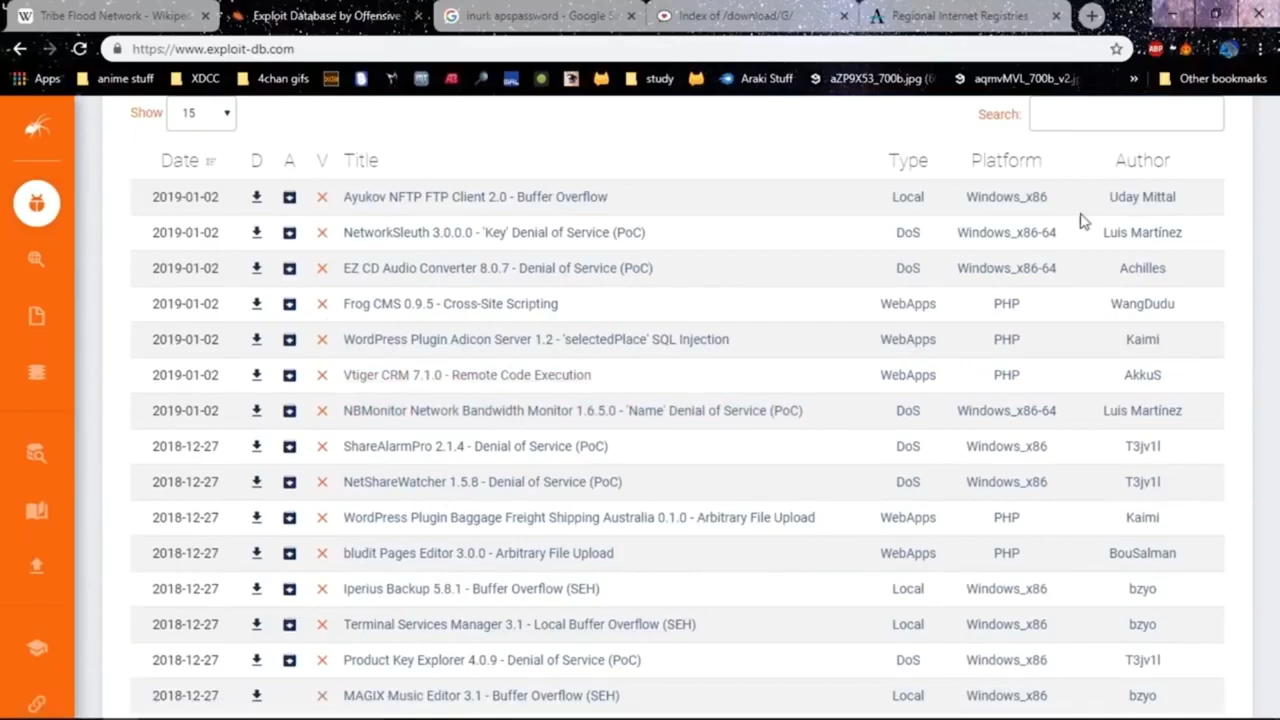 Tribe Flood Network - Wikipe
Exploit Database by Offensive
inurk apspassword - Google S
Index of /download/G/
Regional Internet Registries
https://www.exploit-db.com
ABP
Apps
anime stuff
XDCC
4chan gifs
study
Araki Stuff
aZP9X53_700b.jpg (6
aqmvMVL_700b_v2.j
»
Other bookmarks
Show 15 Search:
Date D A V Title Type Platform Author
2019-01-02 Ayukov NFTP FTP Client 2.0 - Buffer Overflow Local Windows_x86 Uday Mittal
2019-01-02 NetworkSleuth 3.0.0.0 - 'Key' Denial of Service (PoC) DoS Windows_x86-64 Luis Martínez
2019-01-02 EZ CD Audio Converter 8.0.7 - Denial of Service (PoC) DoS Windows_x86-64 Achilles
2019-01-02 Frog CMS 0.9.5 - Cross-Site Scripting WebApps PHP WangDudu
2019-01-02 WordPress Plugin Adicon Server 1.2 - 'selectedPlace' SQL Injection WebApps PHP Kaimi
2019-01-02 Vtiger CRM 7.1.0 - Remote Code Execution WebApps PHP AkkuS
2019-01-02 NBMonitor Network Bandwidth Monitor 1.6.5.0 - 'Name' Denial of Service (PoC) DoS Windows_x86-64 Luis Martínez
2018-12-27 ShareAlarmPro 2.1.4 - Denial of Service (PoC) DoS Windows_x86 T3jv1l
2018-12-27 NetShareWatcher 1.5.8 - Denial of Service (PoC) DoS Windows_x86 T3jv1l
2018-12-27 WordPress Plugin Baggage Freight Shipping Australia 0.1.0 - Arbitrary File Upload WebApps PHP Kaimi
2018-12-27 bludit Pages Editor 3.0.0 - Arbitrary File Upload WebApps PHP BouSalman
2018-12-27 Iperius Backup 5.8.1 - Buffer Overflow (SEH) Local Windows_x86 bzyo
2018-12-27 Terminal Services Manager 3.1 - Local Buffer Overflow (SEH) Local Windows_x86 bzyo
2018-12-27 Product Key Explorer 4.0.9 - Denial of Service (PoC) DoS Windows_x86 T3jv1l
2018-12-27 MAGIX Music Editor 3.1 - Buffer Overflow (SEH) Local Windows_x86 bzyo